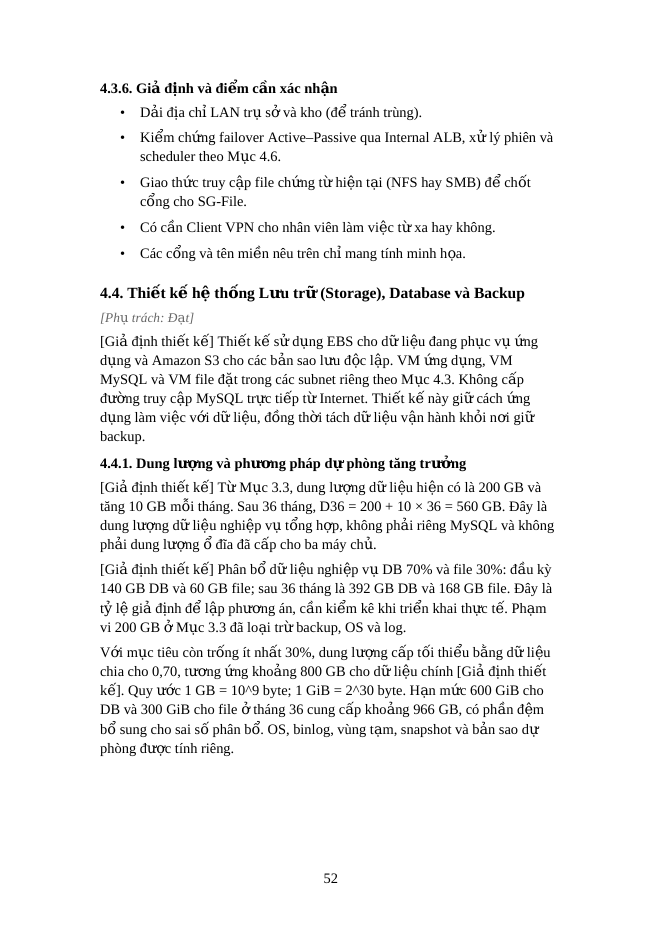 4.3.6. Giả định và điểm cần xác nhận
• Dải địa chỉ LAN trụ sở và kho (để tránh trùng).
• Kiểm chứng failover Active–Passive qua Internal ALB, xử lý phiên và
scheduler theo Mục 4.6.
• Giao thức truy cập file chứng từ hiện tại (NFS hay SMB) để chốt
cổng cho SG-File.
• Có cần Client VPN cho nhân viên làm việc từ xa hay không.
• Các cổng và tên miền nêu trên chỉ mang tính minh họa.
4.4. Thiết kế hệ thống Lưu trữ (Storage), Database và Backup
[Phụ trách: Đạt]
[Giả định thiết kế] Thiết kế sử dụng EBS cho dữ liệu đang phục vụ ứng
dụng và Amazon S3 cho các bản sao lưu độc lập. VM ứng dụng, VM
MySQL và VM file đặt trong các subnet riêng theo Mục 4.3. Không cấp
đường truy cập MySQL trực tiếp từ Internet. Thiết kế này giữ cách ứng
dụng làm việc với dữ liệu, đồng thời tách dữ liệu vận hành khỏi nơi giữ
backup.
4.4.1. Dung lượng và phương pháp dự phòng tăng trưởng
[Giả định thiết kế] Từ Mục 3.3, dung lượng dữ liệu hiện có là 200 GB và
tăng 10 GB mỗi tháng. Sau 36 tháng, D36 = 200 + 10 × 36 = 560 GB. Đây là
dung lượng dữ liệu nghiệp vụ tổng hợp, không phải riêng MySQL và không
phải dung lượng ổ đĩa đã cấp cho ba máy chủ.
[Giả định thiết kế] Phân bổ dữ liệu nghiệp vụ DB 70% và file 30%: đầu kỳ
140 GB DB và 60 GB file; sau 36 tháng là 392 GB DB và 168 GB file. Đây là
tỷ lệ giả định để lập phương án, cần kiểm kê khi triển khai thực tế. Phạm
vi 200 GB ở Mục 3.3 đã loại trừ backup, OS và log.
Với mục tiêu còn trống ít nhất 30%, dung lượng cấp tối thiểu bằng dữ liệu
chia cho 0,70, tương ứng khoảng 800 GB cho dữ liệu chính [Giả định thiết
kế]. Quy ước 1 GB = 10^9 byte; 1 GiB = 2^30 byte. Hạn mức 600 GiB cho
DB và 300 GiB cho file ở tháng 36 cung cấp khoảng 966 GB, có phần đệm
bổ sung cho sai số phân bổ. OS, binlog, vùng tạm, snapshot và bản sao dự
phòng được tính riêng.
52